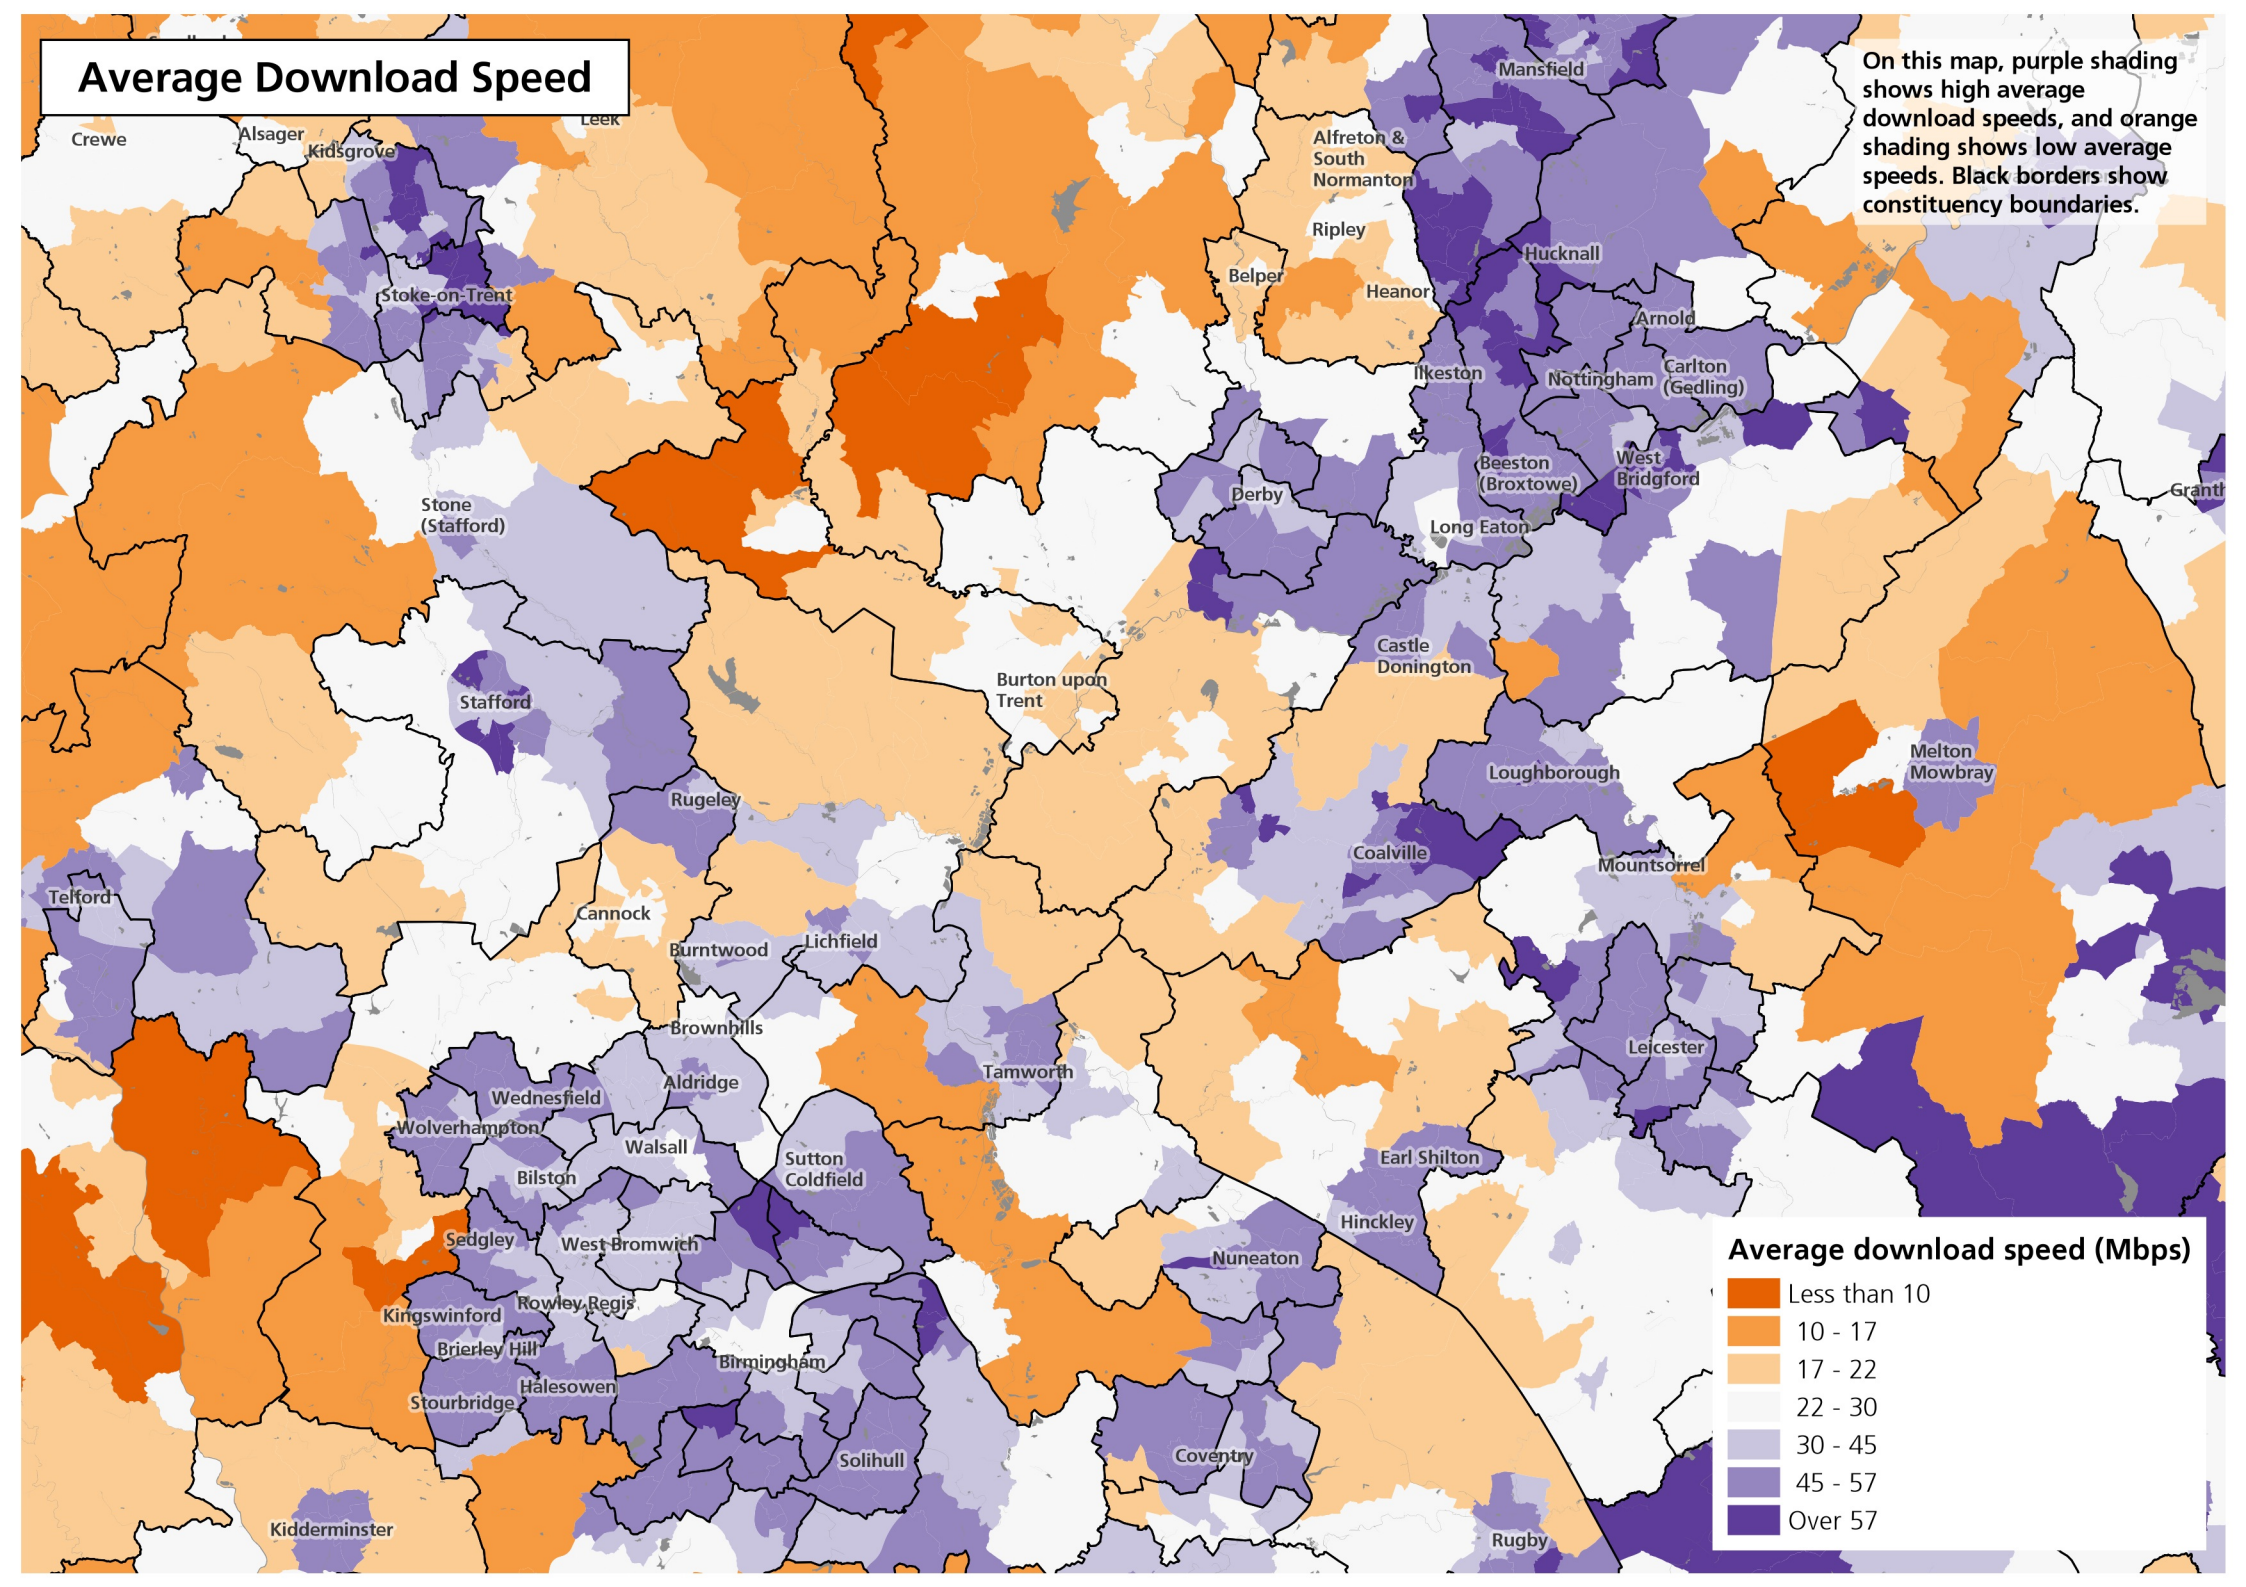 Average Download Speed
On this map, purple shading
shows high average
download speeds, and orange
shading shows low average
speeds. Black borders show
constituency boundaries.
Mansfield
Leek
Crewe
Alsager
Kidsgrove
Alfreton &
South
Normanton
Ripley
Hucknall
Belper
Heanor
Stoke-on-Trent
Arnold
Ilkeston
Nottingham
Carlton
(Gedling)
Beeston
(Broxtowe)
West
Bridgford
Derby
Granth
Stone
(Stafford)
Long Eaton
Castle
Donington
Burton upon
Trent
Stafford
Melton
Mowbray
Loughborough
Rugeley
Coalville
Mountsorrel
Telford
Cannock
Burntwood
Lichfield
Brownhills
Leicester
Tamworth
Aldridge
Wednesfield
Wolverhampton
Walsall
Sutton
Coldfield
Earl Shilton
Bilston
Hinckley
Sedgley
West Bromwich
Nuneaton
Rowley Regis
Kingswinford
Brierley Hill
Birmingham
Halesowen
Stourbridge
Solihull
Coventry
Kidderminster
Rugby
Average download speed (Mbps)
Less than 10
10 - 17
17 - 22
22 - 30
30 - 45
45 - 57
Over 57